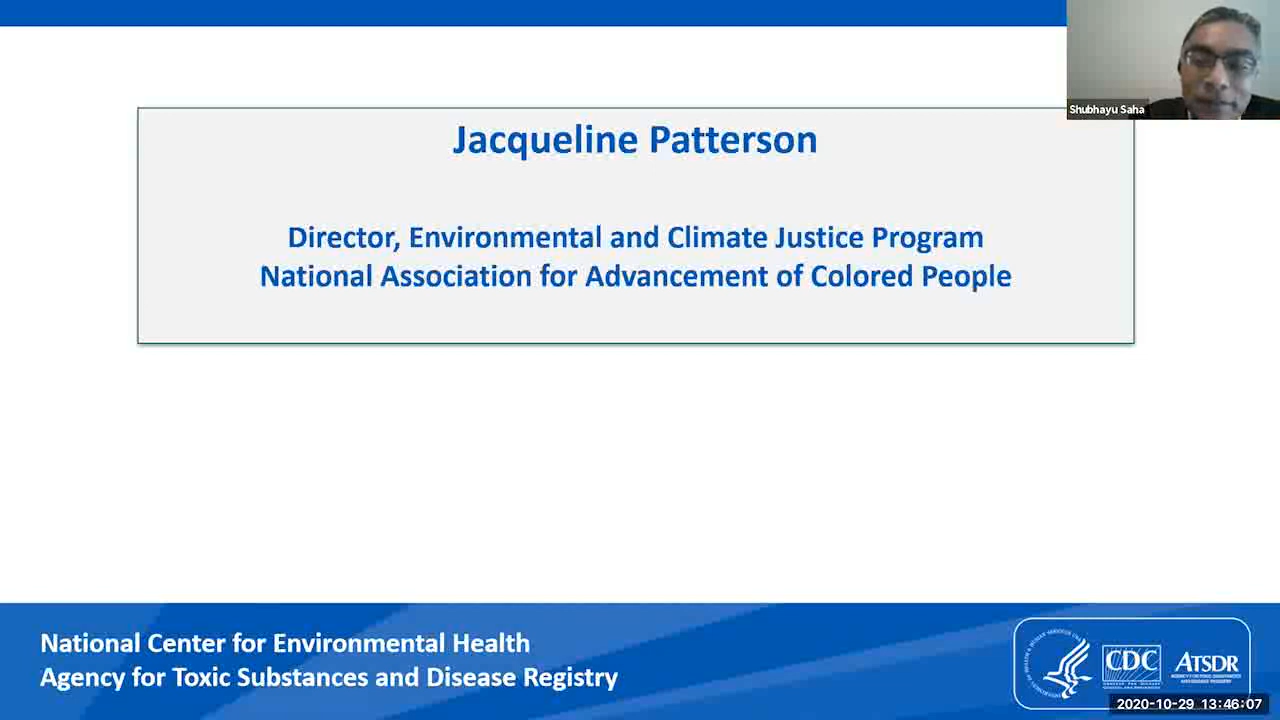 Shubhayu Saha
Jacqueline Patterson
Director, Environmental and Climate Justice Program
National Association for Advancement of Colored People
National Center for Environmental Health
Agency for Toxic Substances and Disease Registry
CDC
ATSDR
2020-10-29 13:46:07